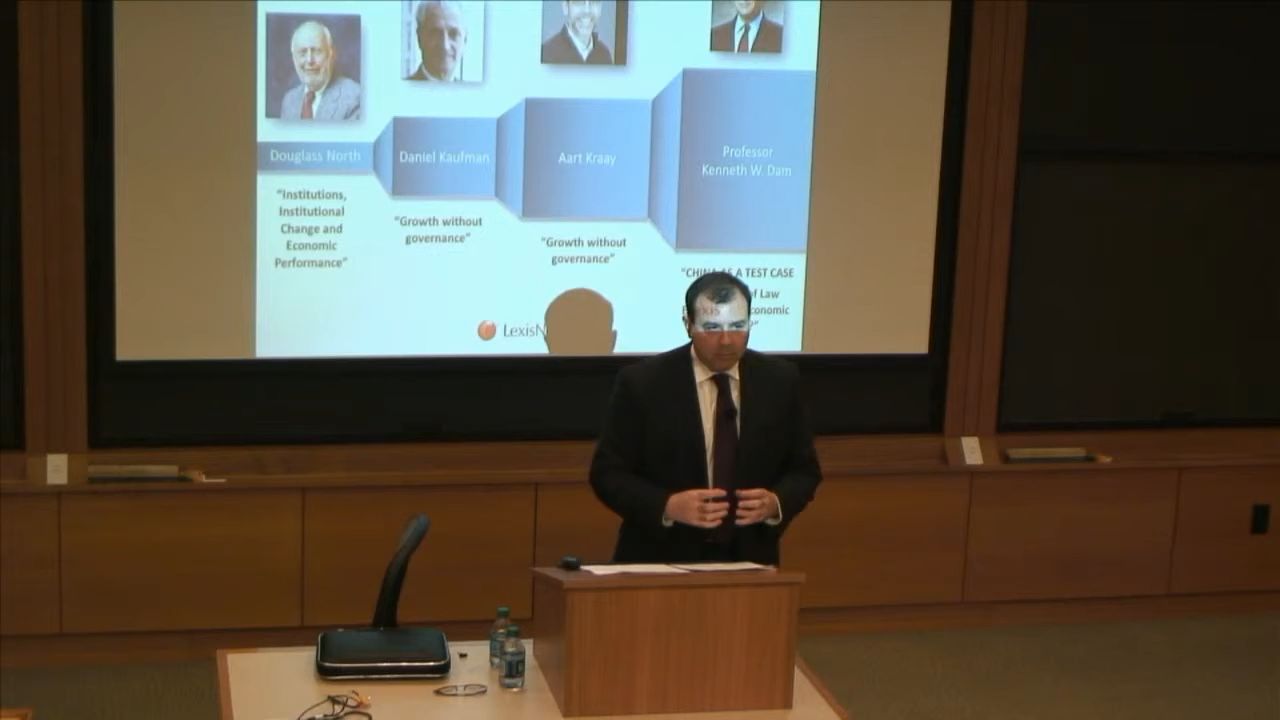 Douglass North
Daniel Kaufman
Aart Kraay
Professor
Kenneth W. Dam
"Institutions,
Institutional
Change and
Economic
Performance"
"Growth without
governance"
"Growth without
governance"
"CHINA AS A TEST CASE
of Law
conomic
LexisN